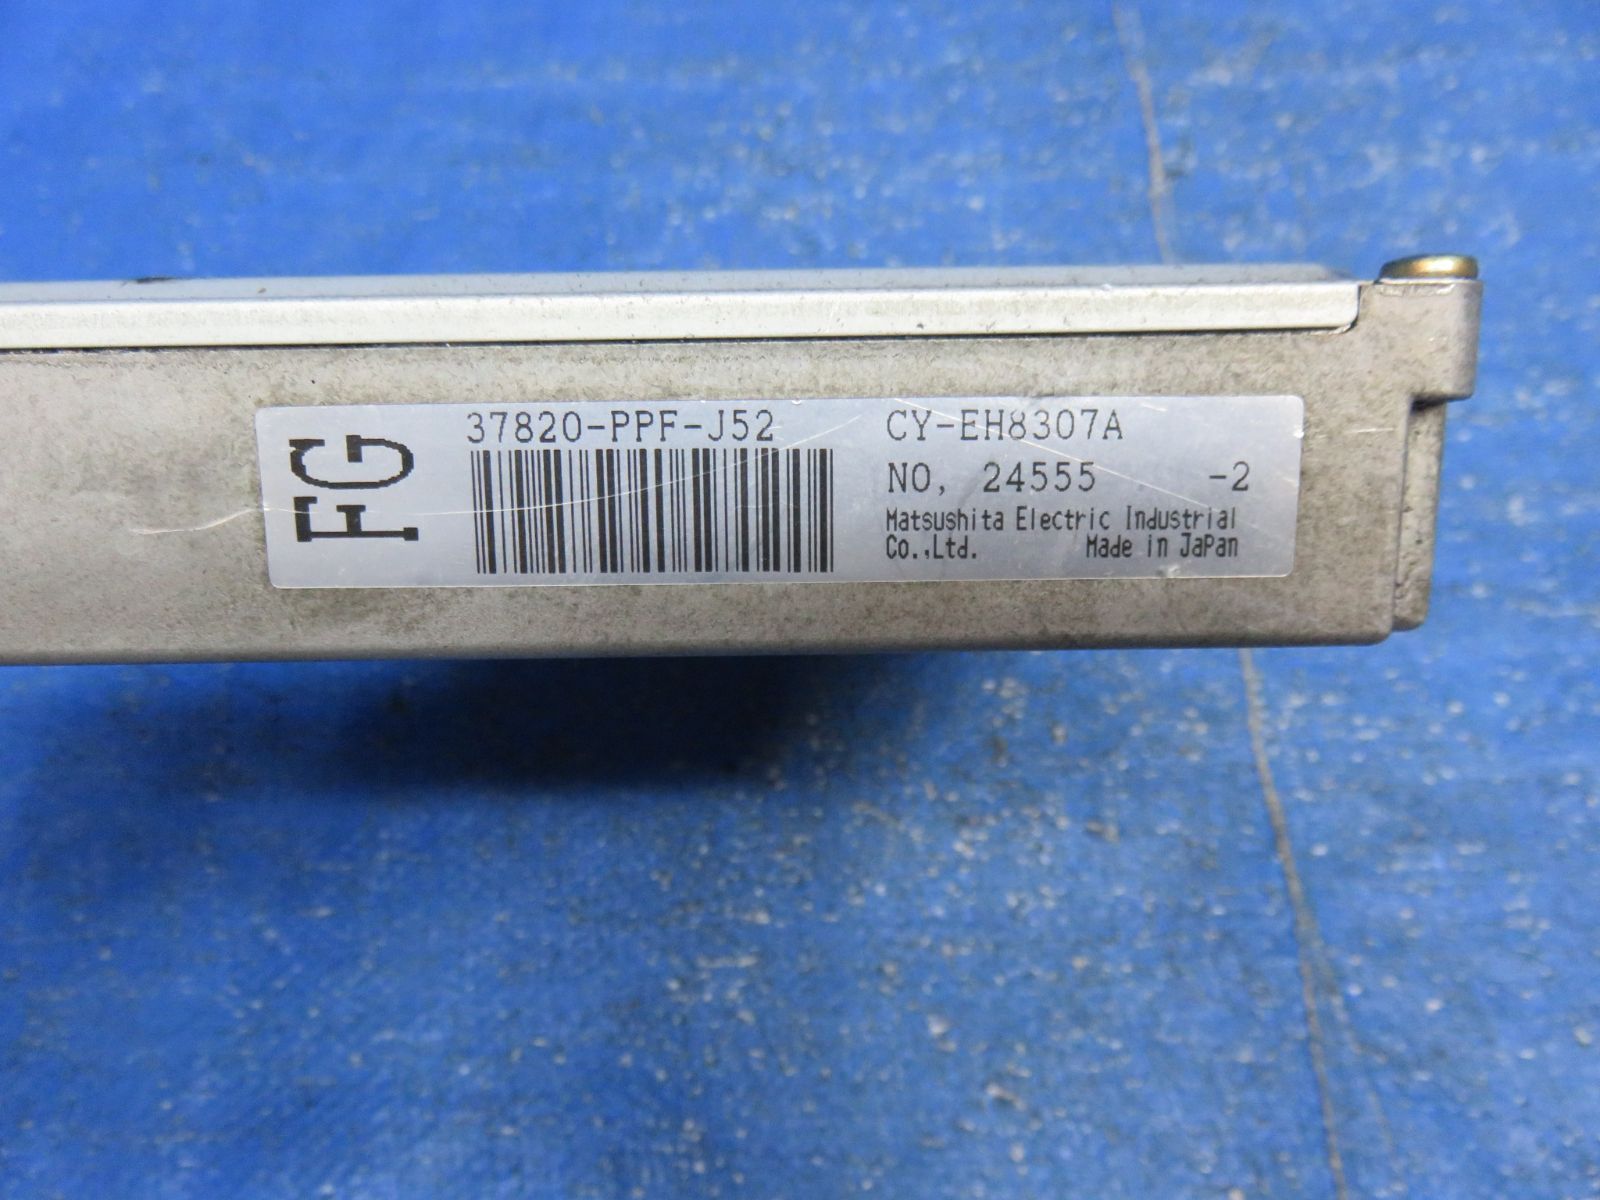 FG
37820-PPF-J52
CY-EH8307A
NO, 24555 -2
Matsushita Electric Industrial
Co.,Ltd. Made in JaPan